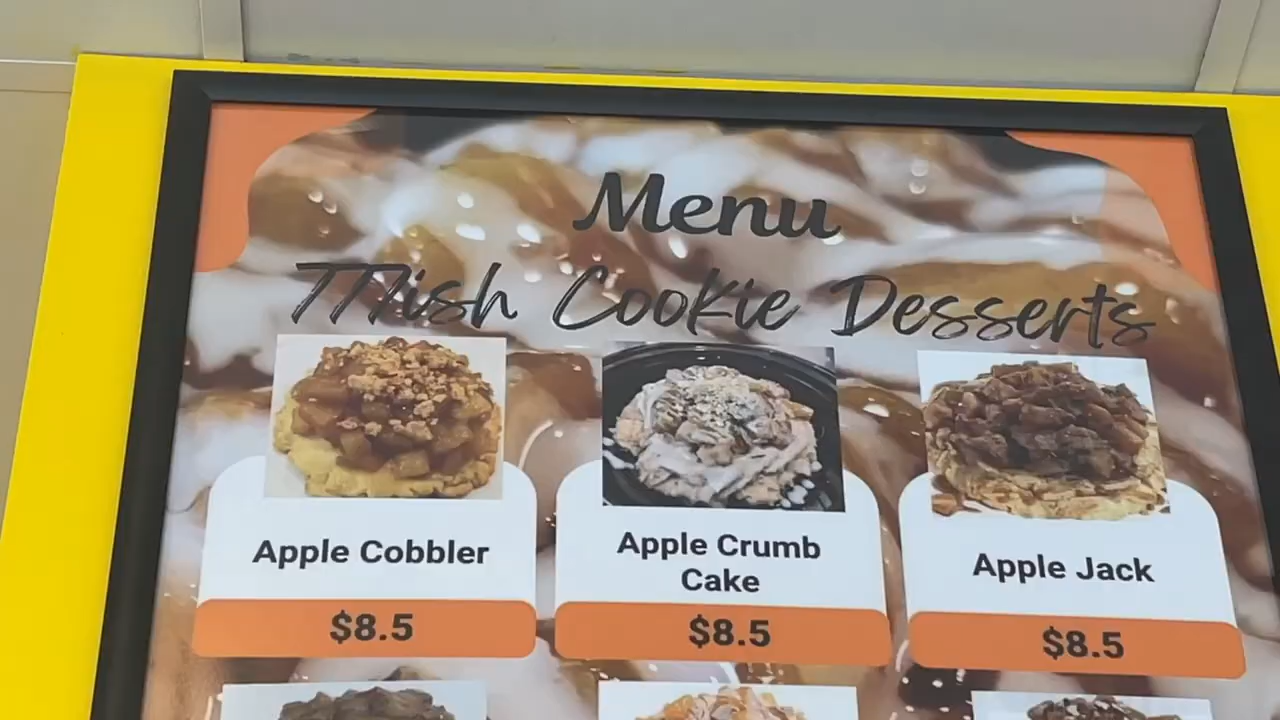 Menu
Mish Cookie Desserts
Apple Cobbler
Apple Crumb
Cake
Apple Jack
$8.5
$8.5
$8.5